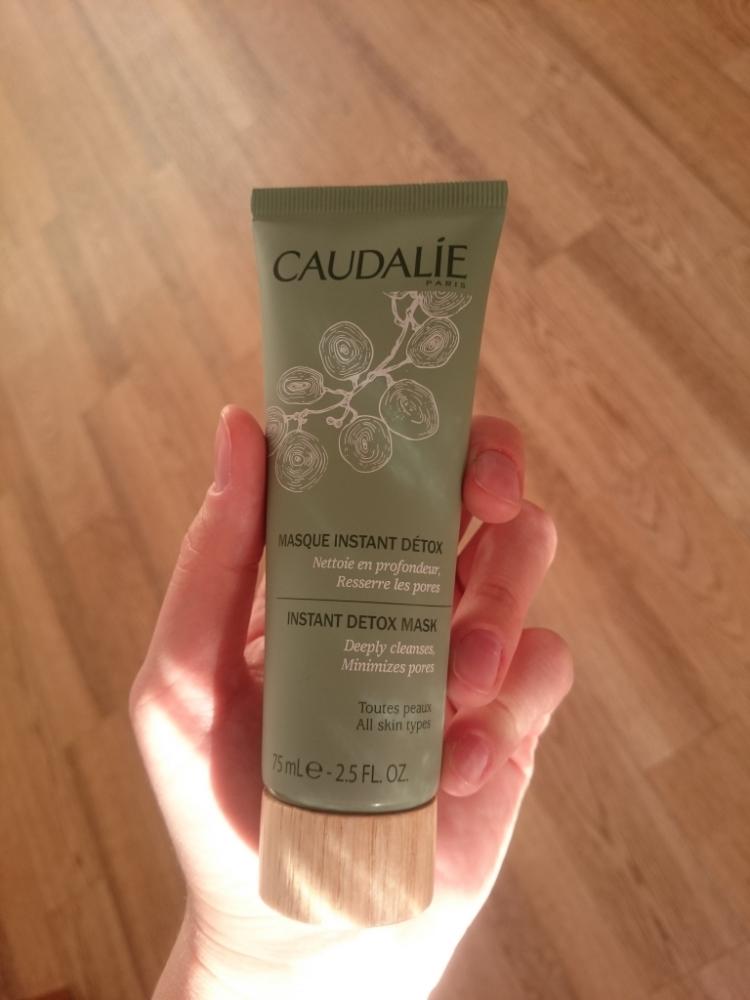 CAUDALÍE
PARIS
MASQUE INSTANT DÉTOX
Nettoie en profondeur,
Resserre les pores
INSTANT DETOX MASK
Deeply cleanses,
Minimizes pores
Toutes peaux
All skin types
75 mL ℮ - 2.5 FL. OZ.